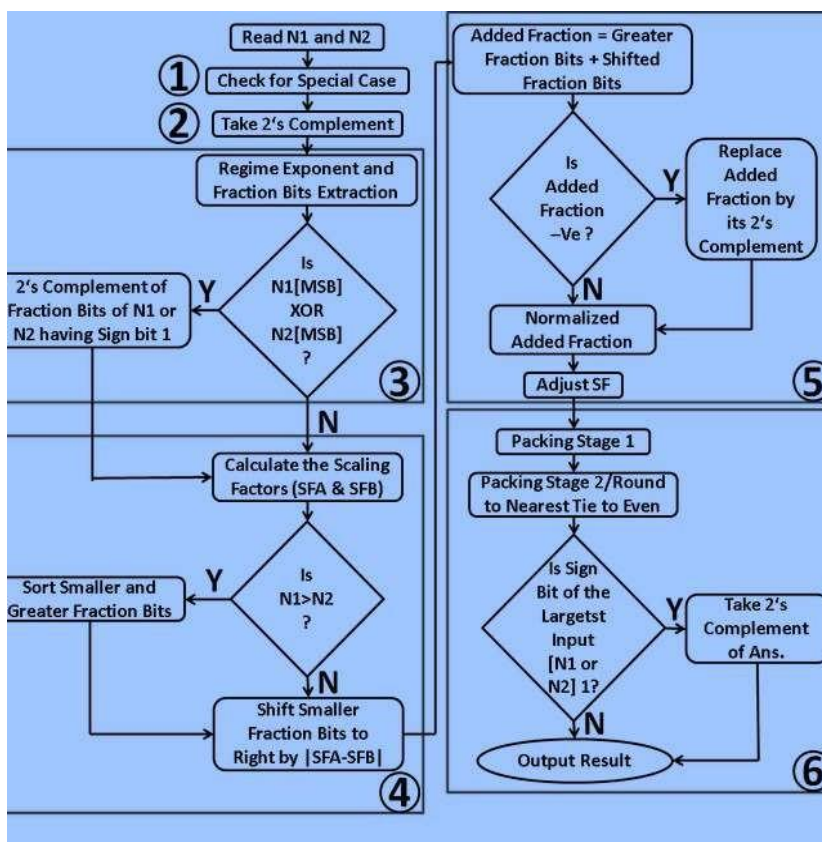 Read N1 and N2
①
Check for Special Case
②
Take 2‘s Complement
Regime Exponent and
Fraction Bits Extraction
Is
N1[MSB]
XOR
N2[MSB]
?
Y
2‘s Complement of
Fraction Bits of N1 or
N2 having Sign bit 1
③
N
Calculate the Scaling
Factors (SFA & SFB)
Is
N1>N2
?
Y
Sort Smaller and
Greater Fraction Bits
N
Shift Smaller
Fraction Bits to
Right by |SFA-SFB|
④
Added Fraction = Greater
Fraction Bits + Shifted
Fraction Bits
Is
Added
Fraction
–Ve ?
Y
Replace
Added
Fraction by
its 2‘s
Complement
N
Normalized
Added Fraction
Adjust SF
⑤
Packing Stage 1
Packing Stage 2/Round
to Nearest Tie to Even
Is Sign
Bit of the
Largetst
Input
[N1 or
N2] 1?
Y
Take 2‘s
Complement
of Ans.
N
Output Result
⑥